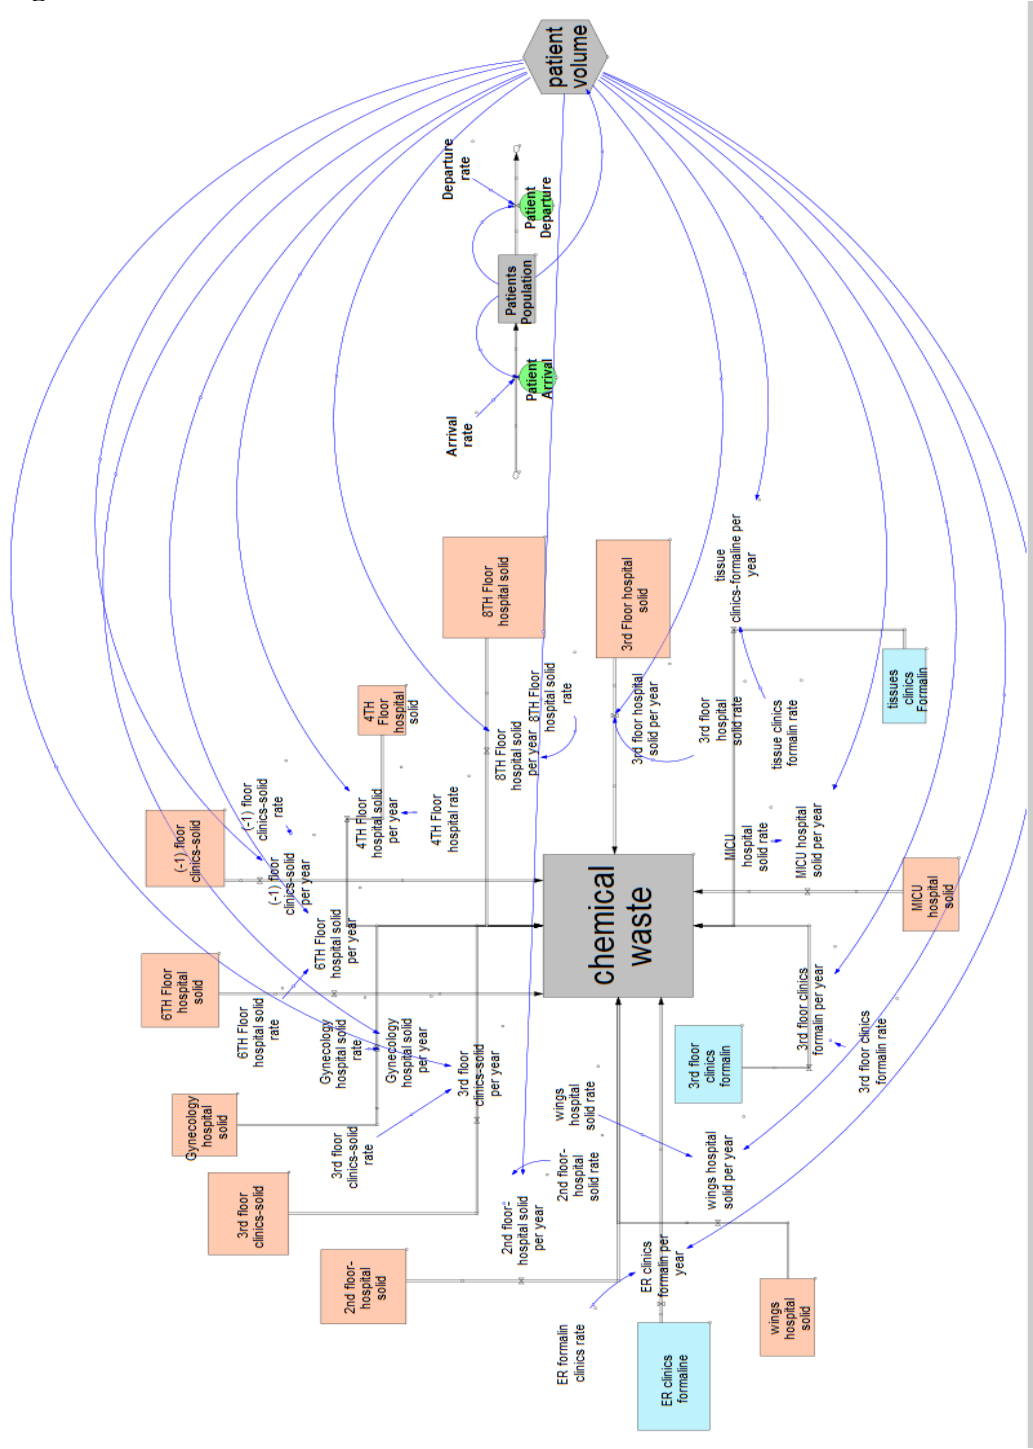 patient
volume
Departure
rate
Patient
Departure
Patients
Population
Patient
Arrival
Arrival
rate
8TH Floor
hospital solid
3rd Floor hospital
solid
tissue
clinics-formaline per
year
tissues
clinics
Formalin
4TH
Floor
hospital
solid
8TH Floor
hospital solid
rate
8TH Floor
hospital solid
per year
3rd floor hospital
solid per year
3rd floor
hospital
solid rate
tissue clinics
formalin rate
(-1) floor
clinics-solid
rate
4TH Floor
hospital solid
per year
4TH Floor
hospital rate
(-1) floor
clinics-solid
(-1) floor
clinics-solid
per year
MICU
hospital
solid rate
MICU hospital
solid per year
MICU
hospital
solid
chemical
waste
6TH Floor
hospital solid
per year
6TH Floor
hospital
solid
6TH Floor
hospital solid
rate
Gynecology
hospital solid
rate
Gynecology
hospital solid
per year
3rd floor
clinics-solid
per year
3rd floor clinics
formalin per year
3rd floor clinics
formalin rate
3rd floor
clinics
formalin
Gynecology
hospital
solid
3rd floor
clinics-solid
rate
wings
hospital
solid rate
2nd floor-
hospital
solid rate
wings hospital
solid per year
3rd floor
clinics-solid
2nd floor-
hospital solid
per year
2nd floor-
hospital
solid
ER clinics
formalin per
year
ER formalin
clinics rate
wings
hospital
solid
ER clinics
formaline